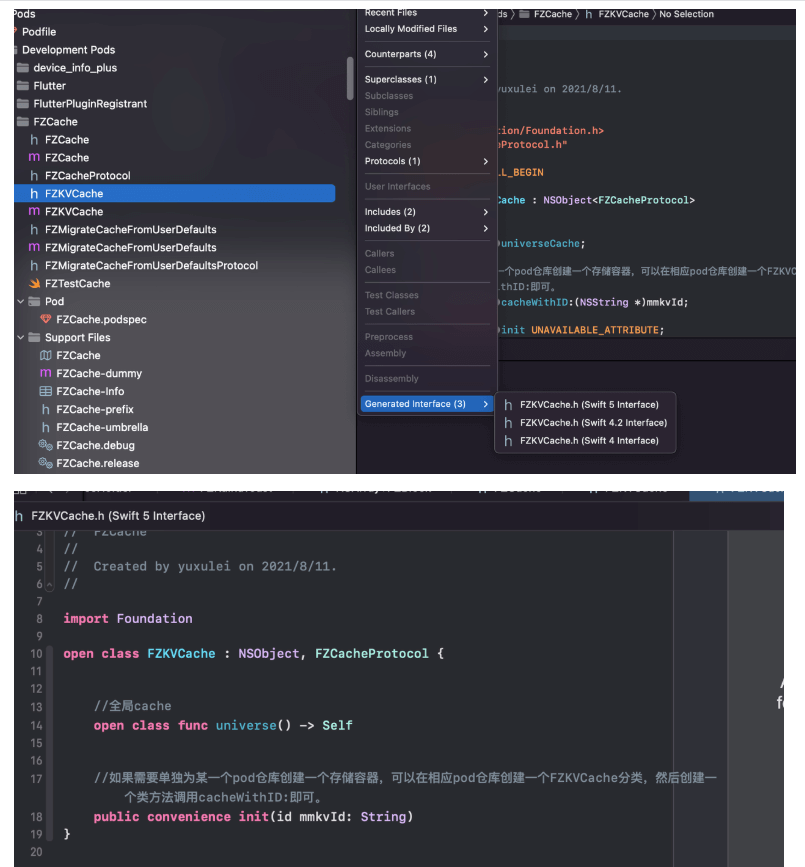 Pods
Podfile
Development Pods
device_info_plus
Flutter
FlutterPluginRegistrant
FZCache
h FZCache
m FZCache
h FZCacheProtocol
h FZKVCache
m FZKVCache
h FZMigrateCacheFromUserDefaults
m FZMigrateCacheFromUserDefaults
h FZMigrateCacheFromUserDefaultsProtocol
FZTestCache
Pod
FZCache.podspec
Support Files
FZCache
m FZCache-dummy
FZCache-Info
h FZCache-prefix
h FZCache-umbrella
FZCache.debug
FZCache.release
Recent Files
Locally Modified Files
Counterparts (4)
Superclasses (1)
Subclasses
Siblings
Extensions
Categories
Protocols (1)
User Interfaces
Includes (2)
Included By (2)
Callers
Callees
Test Classes
Test Callers
Preprocess
Assembly
Disassembly
Generated Interface (3)
h FZKVCache.h (Swift 5 Interface)
h FZKVCache.h (Swift 4.2 Interface)
h FZKVCache.h (Swift 4 Interface)
ds 〉 FZCache 〉 h FZKVCache 〉 No Selection
yuxulei on 2021/8/11.
tion/Foundation.h>
eProtocol.h"
LL_BEGIN
Cache : NSObject<FZCacheProtocol>
universeCache;
一个pod仓库创建一个存储容器，可以在相应pod仓库创建一个FZKVC
ithID:即可。
cacheWithID:(NSString *)mmkvId;
init UNAVAILABLE_ATTRIBUTE;
h FZKVCache.h (Swift 5 Interface)
3 // FZCache
4 //
5 // Created by yuxulei on 2021/8/11.
6 //
7
8 import Foundation
9
10 open class FZKVCache : NSObject, FZCacheProtocol {
11
12
13 //全局cache
14 open class func universe() -> Self
15
16
17 //如果需要单独为某一个pod仓库创建一个存储容器，可以在相应pod仓库创建一个FZKVCache分类，然后创建一
个类方法调用cacheWithID:即可。
18 public convenience init(id mmkvId: String)
19 }
20